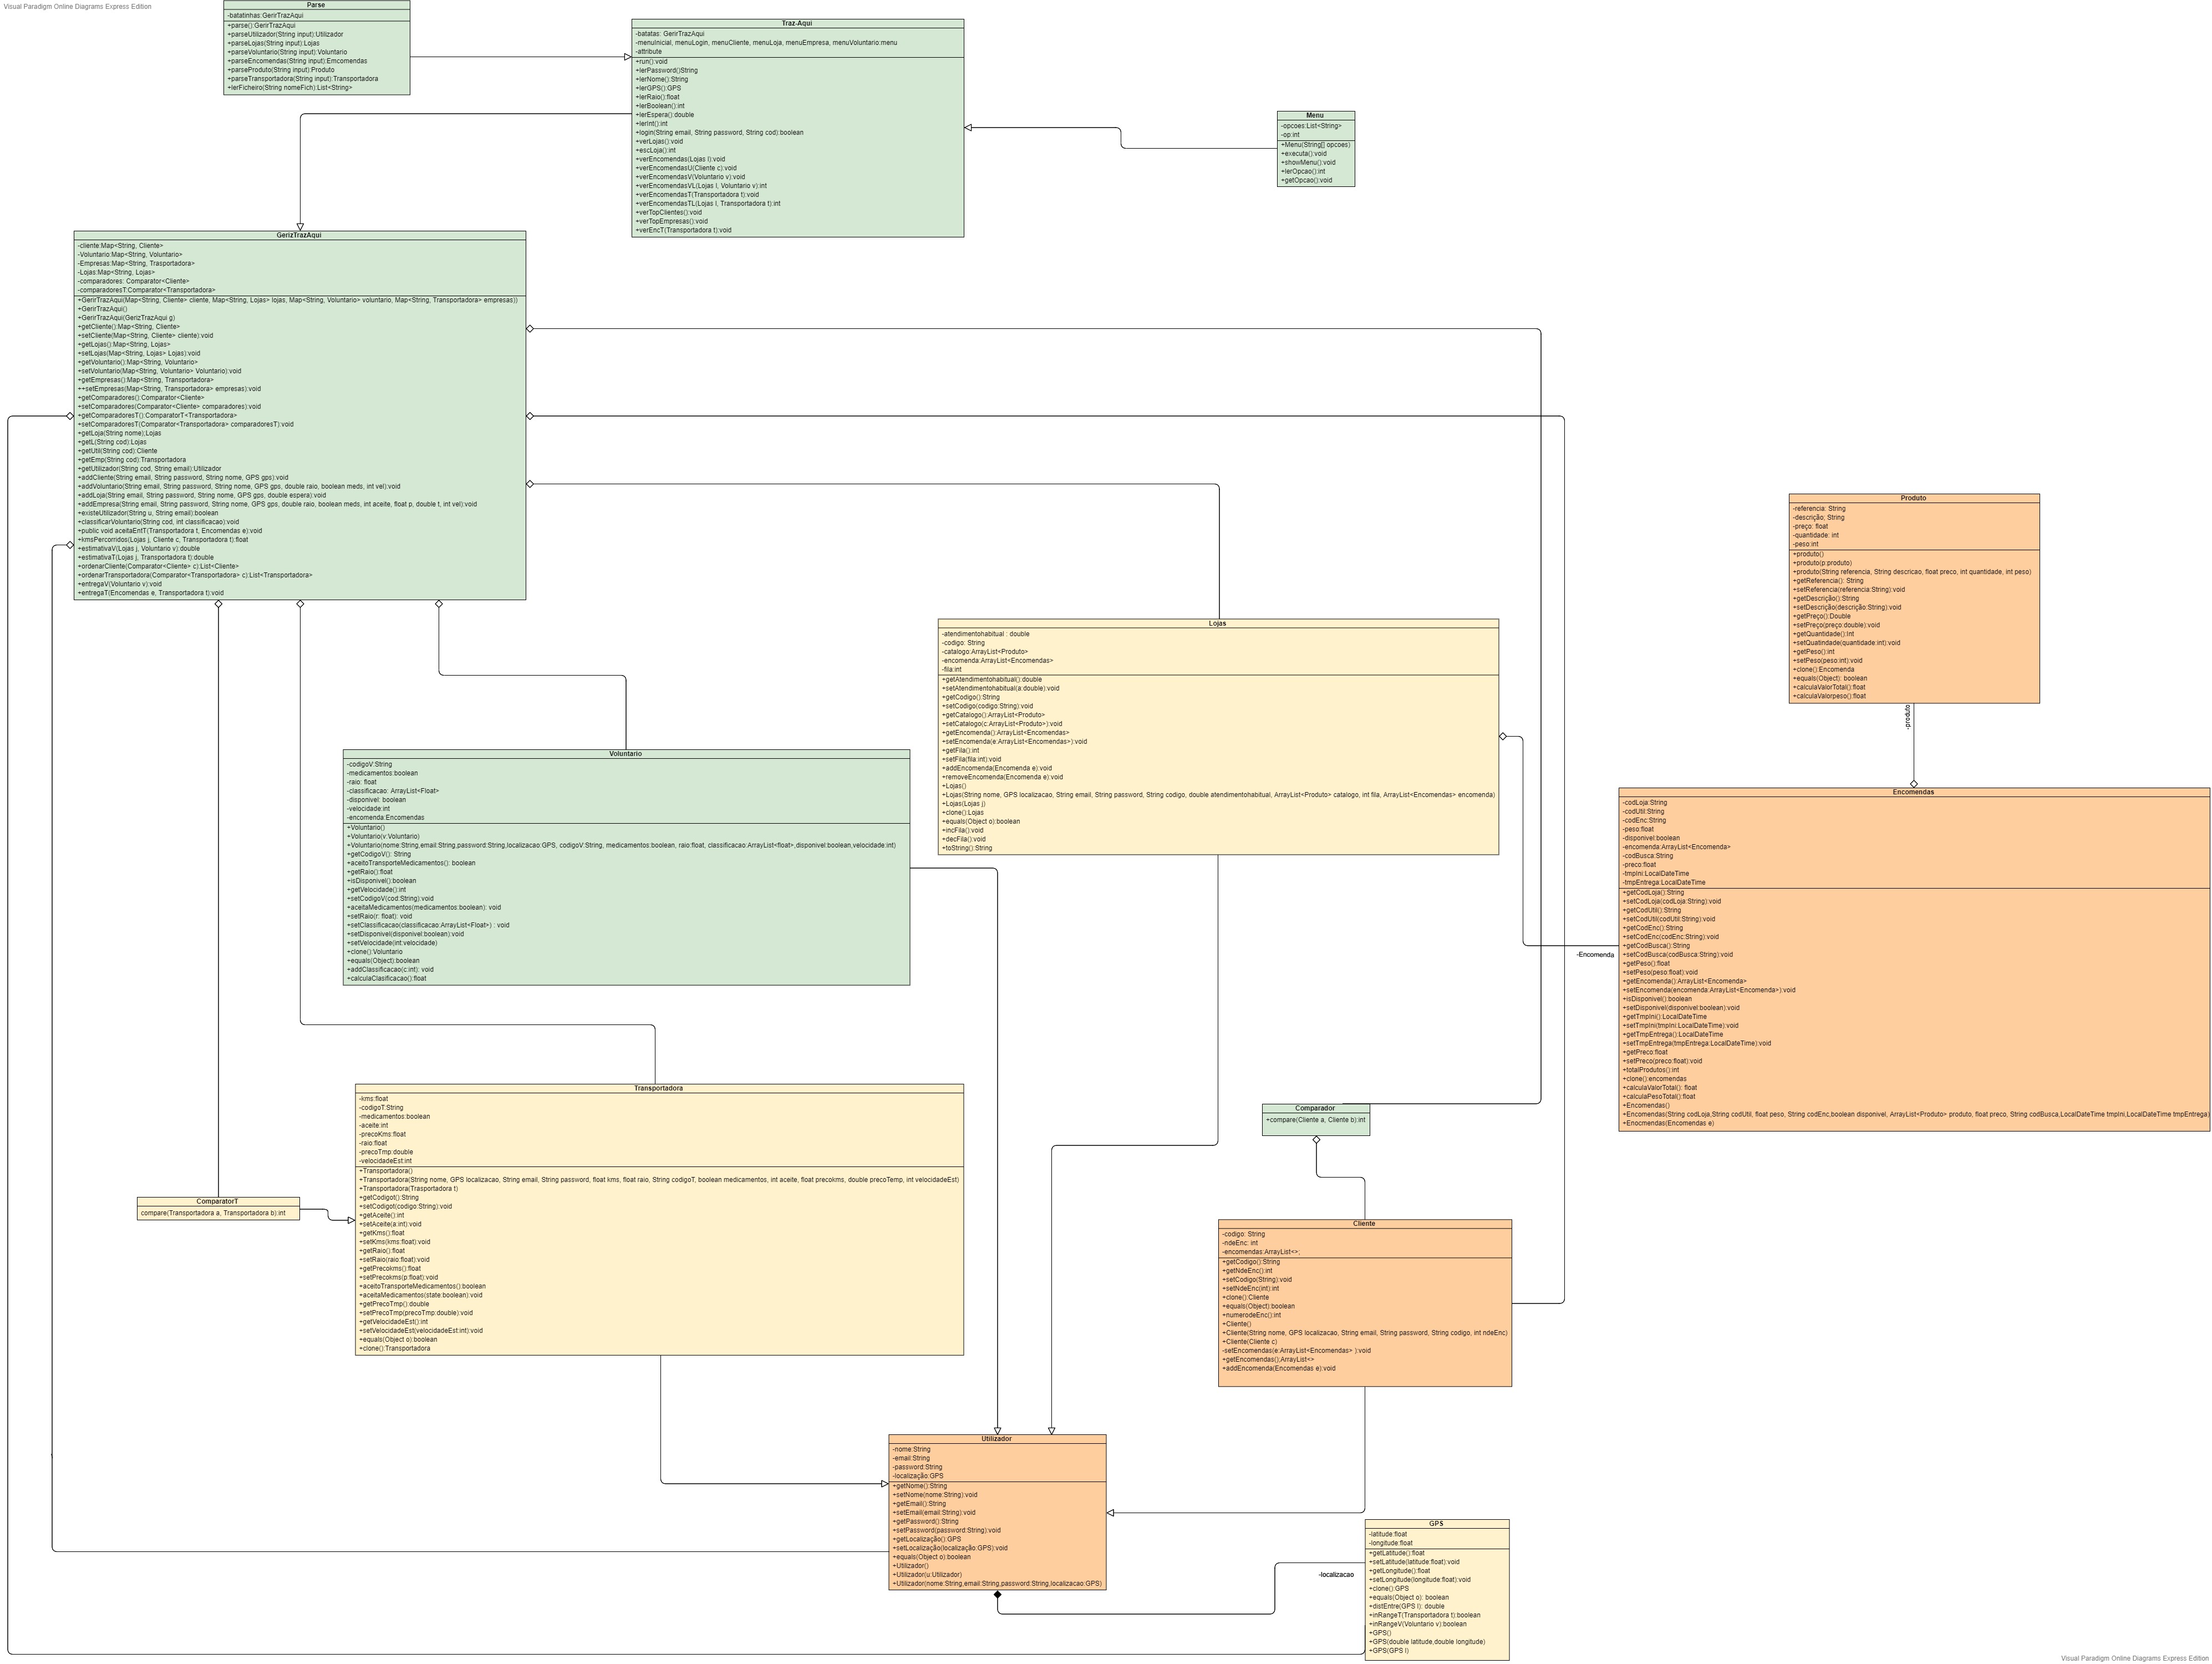 Visual Paradigm Online Diagrams Express Edition
Parse
-batatinhas:GerirTrazAqui
+parse():GerirTrazAqui
+parseUtilizador(String input):Utilizador
+parseLojas(String input):Lojas
+parseVoluntario(String input):Voluntario
+parseEncomendas(String input):Emcomendas
+parseProduto(String input):Produto
+parseTransportadora(String input):Transportadora
+lerFicheiro(String nomeFich):List<String>
Traz-Aqui
-batatas: GerirTrazAqui
-menuInicial, menuLogin, menuCliente, menuLoja, menuEmpresa, menuVoluntario:menu
-attribute
+run():void
+lerPassword()String
+lerNome():String
+lerGPS():GPS
+lerRaio():float
+lerBoolean():int
+lerEspera():double
+lerInt():int
+login(String email, String password, String cod):boolean
+verLojas():void
+escLoja():int
+verEncomendas(Lojas l):void
+verEncomendasU(Cliente c):void
+verEncomendasV(Voluntario v):void
+verEncomendasVL(Lojas l, Voluntario v):int
+verEncomendasT(Transportadora t):void
+verEncomendasTL(Lojas l, Transportadora t):int
+verTopClientes():void
+verTopEmpresas():void
+verEncT(Transportadora t):void
Menu
-opcoes:List<String>
-op:int
+Menu(String[] opcoes)
+executa():void
+showMenu():void
+lerOpcao():int
+getOpcao():void
GerizTrazAqui
-cliente:Map<String, Cliente>
-Voluntario:Map<String, Voluntario>
-Empresas:Map<String, Trasportadora>
-Lojas:Map<String, Lojas>
-comparadores: Comparator<Cliente>
-comparadoresT:Comparator<Transportadora>
+GerirTrazAqui(Map<String, Cliente> cliente, Map<String, Lojas> lojas, Map<String, Voluntario> voluntario, Map<String, Transportadora> empresas))
+GerirTrazAqui()
+GerirTrazAqui(GerizTrazAqui g)
+getCliente():Map<String, Cliente>
+setCliente(Map<String, Cliente> cliente):void
+getLojas():Map<String, Lojas>
+setLojas(Map<String, Lojas> Lojas):void
+getVoluntario():Map<String, Voluntario>
+setVoluntario(Map<String, Voluntario> Voluntario):void
+getEmpresas():Map<String, Transportadora>
++setEmpresas(Map<String, Transportadora> empresas):void
+getComparadores():Comparator<Cliente>
+setComparadores(Comparator<Cliente> comparadores):void
+getComparadoresT():ComparatorT<Transportadora>
+setComparadoresT(Comparator<Transportadora> comparadoresT):void
+getLoja(String nome);Lojas
+getL(String cod):Lojas
+getUtil(String cod):Cliente
+getEmp(String cod):Transportadora
+getUtilizador(String cod, String email):Utilizador
+addCliente(String email, String password, String nome, GPS gps):void
+addVoluntario(String email, String password, String nome, GPS gps, double raio, boolean meds, int vel):void
+addLoja(String email, String password, String nome, GPS gps, double espera):void
+addEmpresa(String email, String password, String nome, GPS gps, double raio, boolean meds, int aceite, float p, double t, int vel):void
+existeUtilizador(String u, String email):boolean
+classificarVoluntario(String cod, int classificacao):void
+public void aceitaEntT(Transportadora t, Encomendas e):void
+kmsPercorridos(Lojas j, Cliente c, Transportadora t):float
+estimativaV(Lojas j, Voluntario v):double
+estimativaT(Lojas j, Transportadora t):double
+ordenarCliente(Comparator<Cliente> c):List<Cliente>
+ordenarTransportadora(Comparator<Transportadora> c):List<Transportadora>
+entregaV(Voluntario v):void
+entregaT(Encomendas e, Transportadora t):void
Produto
-referencia: String
-descrição; String
-preço: float
-quantidade: int
-peso:int
+produto()
+produto(p:produto)
+produto(String referencia, String descricao, float preco, int quantidade, int peso)
+getReferencia(): String
+setReferencia(referencia:String):void
+getDescrição():String
+setDescrição(descrição:String):void
+getPreço():Double
+setPreço(preço:double):void
+getQuantidade():Int
+setQuatindade(quantidade:int):void
+getPeso():int
+setPeso(peso:int):void
+clone():Encomenda
+equals(Object): boolean
+calculaValorTotal():float
+calculaValorpeso():float
-produto
Lojas
-atendimentohabitual : double
-codigo: String
-catalogo:ArrayList<Produto>
-encomenda:ArrayList<Encomendas>
-fila:int
+getAtendimentohabitual():double
+setAtendimentohabitual(a:double):void
+getCodigo():String
+setCodigo(codigo:String):void
+getCatalogo():ArrayList<Produto>
+setCatalogo(c:ArrayList<Produto>):void
+getEncomenda():ArrayList<Encomendas>
+setEncomenda(e:ArrayList<Encomendas>):void
+getFila():int
+setFila(fila:int):void
+addEncomenda(Encomenda e):void
+removeEncomenda(Encomenda e):void
+Lojas()
+Lojas(String nome, GPS localizacao, String email, String password, String codigo, double atendimentohabitual, ArrayList<Produto> catalogo, int fila, ArrayList<Encomendas> encomenda)
+Lojas(Lojas j)
+clone():Lojas
+equals(Object o):boolean
+incFila():void
+decFila():void
+toString():String
Voluntario
-codigoV:String
-medicamentos:boolean
-raio: float
-classificacao: ArrayList<Float>
-disponivel: boolean
-velocidade:int
-encomenda:Encomendas
+Voluntario()
+Voluntario(v:Voluntario)
+Voluntario(nome:String,email:String,password:String,localizacao:GPS, codigoV:String, medicamentos:boolean, raio:float, classificacao:ArrayList<float>,disponivel:boolean,velocidade:int)
+getCodigoV(): String
+aceitoTransporteMedicamentos(): boolean
+getRaio():float
+isDisponivel():boolean
+getVelocidade():int
+setCodigoV(cod:String):void
+aceitaMedicamentos(medicamentos:boolean): void
+setRaio(r: float): void
+setClassificacao(classificacao:ArrayList<Float>) : void
+setDisponivel(disponivel:boolean):void
+setVelocidade(int:velocidade)
+clone():Voluntario
+equals(Object):boolean
+addClassificacao(c:int): void
+calculaClasificacao():float
Encomendas
-codLoja:String
-codUtil:String
-codEnc:String
-peso:float
-disponivel:boolean
-encomenda:ArrayList<Encomenda>
-codBusca:String
-preco:float
-tmpIni:LocalDateTime
-tmpEntrega:LocalDateTime
+getCodLoja():String
+setCodLoja(codLoja:String):void
+getCodUtil():String
+setCodUtil(codUtil:String):void
+getCodEnc():String
+setCodEnc(codEnc:String):void
+getCodBusca():String
+setCodBusca(codBusca:String):void
+getPeso():float
+setPeso(peso:float):void
+getEncomenda():ArrayList<Encomenda>
+setEncomenda(encomenda:ArrayList<Encomenda>):void
+isDisponivel():boolean
+setDisponivel(disponivel:boolean):void
+getTmpIni():LocalDateTime
+setTmpIni(tmpIni:LocalDateTime):void
+getTmpEntrega():LocalDateTime
+setTmpEntrega(tmpEntrega:LocalDateTime):void
+getPreco:float
+setPreco(preco:float):void
+totalProdutos():int
+clone():encomendas
+calculaValorTotal(): float
+calculaPesoTotal():float
+Encomendas()
+Encomendas(String codLoja,String codUtil, float peso, String codEnc,boolean disponivel, ArrayList<Produto> produto, float preco, String codBusca,LocalDateTime tmpIni,LocalDateTime tmpEntrega)
+Enocmendas(Encomendas e)
-Encomenda
Transportadora
-kms:float
-codigoT:String
-medicamentos:boolean
-aceite:int
-precoKms:float
-raio:float
-precoTmp:double
-velocidadeEst:int
+Transportadora()
+Transportadora(String nome, GPS localizacao, String email, String password, float kms, float raio, String codigoT, boolean medicamentos, int aceite, float precokms, double precoTemp, int velocidadeEst)
+Transportadora(Trasportadora t)
+getCodigot():String
+setCodigot(codigo:String):void
+getAceite():int
+setAceite(a:int):void
+getKms():float
+setKms(kms:float):void
+getRaio():float
+setRaio(raio:float):void
+getPrecokms():float
+setPrecokms(p:float):void
+aceitoTransporteMedicamentos():boolean
+aceitaMedicamentos(state:boolean):void
+getPrecoTmp():double
+setPrecoTmp(precoTmp:double):void
+getVelocidadeEst():int
+setVelocidadeEst(velocidadeEst:int):void
+equals(Object o):boolean
+clone():Transportadora
Comparador
+compare(Cliente a, Cliente b):int
ComparatorT
compare(Transportadora a, Transportadora b):int
Cliente
-codigo: String
-ndeEnc: int
-encomendas:ArrayList<>;
+getCodigo():String
+getNdeEnc():int
+setCodigo(String):void
+setNdeEnc(int):int
+clone():Cliente
+equals(Object):boolean
+numerodeEnc():int
+Cliente()
+Cliente(String nome, GPS localizacao, String email, String password, String codigo, int ndeEnc)
+Cliente(Cliente c)
-setEncomendas(e:ArrayList<Encomendas> ):void
+getEncomendas();ArrayList<>
+addEncomenda(Encomendas e):void
Utilizador
-nome:String
-email:String
-password:String
-localização:GPS
+getNome():String
+setNome(nome:String):void
+getEmail():String
+setEmail(email:String):void
+getPassword():String
+setPassword(password:String):void
+getLocalização():GPS
+setLocalização(localização:GPS):void
+equals(Object o):boolean
+Utilizador()
+Utilizador(u:Utilizador)
+Utilizador(nome:String,email:String,password:String,localizacao:GPS)
-localizacao
GPS
-latitude:float
-longitude:float
+getLatitude():float
+setLatitude(latitude:float):void
+getLongitude():float
+setLongitude(longitude:float):void
+clone():GPS
+equals(Object o): boolean
+distEntre(GPS l): double
+inRangeT(Transportadora t):boolean
+inRangeV(Voluntario v):boolean
+GPS()
+GPS(double latitude,double longitude)
+GPS(GPS l)
Visual Paradigm Online Diagrams Express Edition